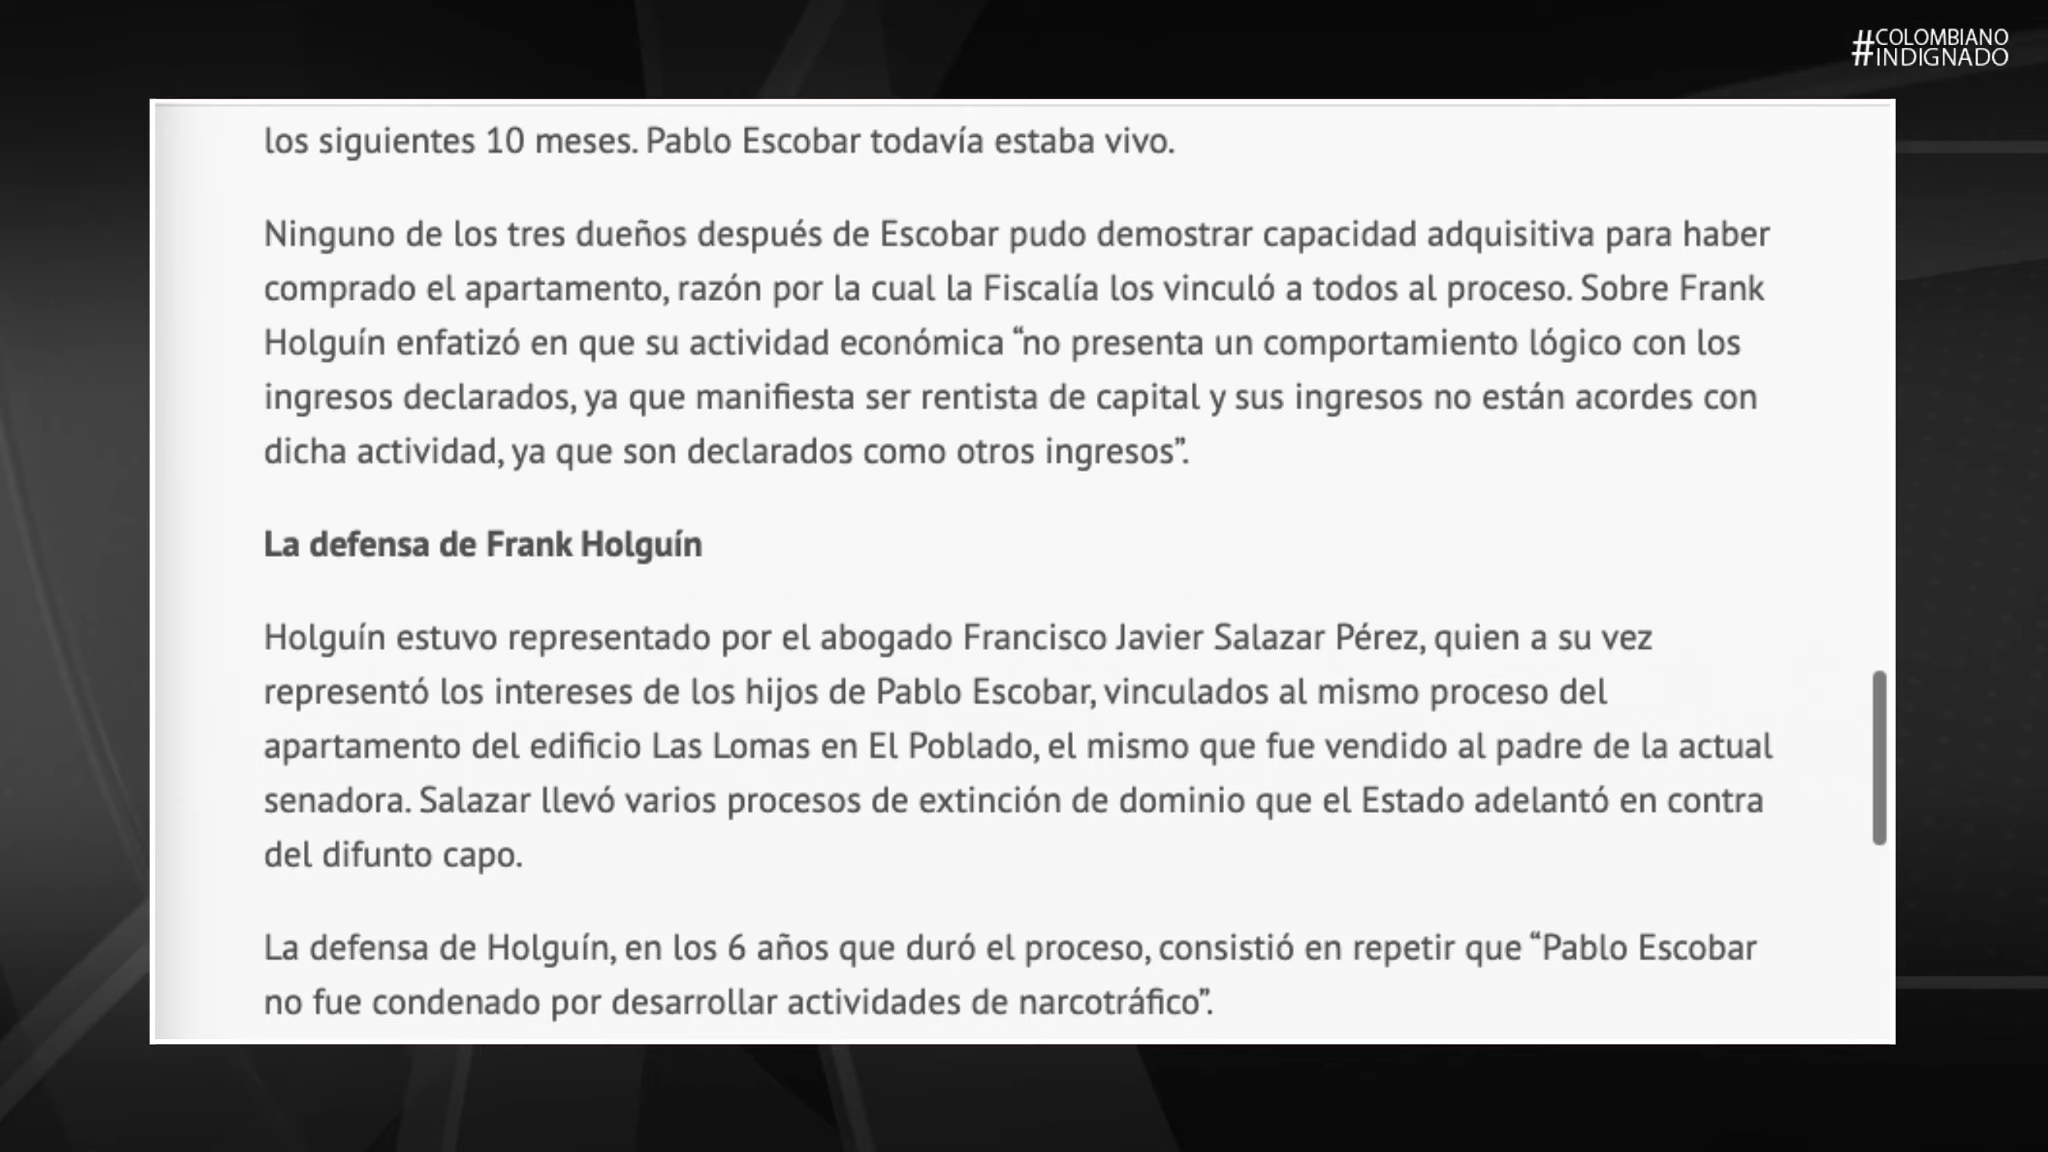 #COLOMBIANO
INDIGNADO
los siguientes 10 meses. Pablo Escobar todavía estaba vivo.
Ninguno de los tres dueños después de Escobar pudo demostrar capacidad adquisitiva para haber
comprado el apartamento, razón por la cual la Fiscalía los vinculó a todos al proceso. Sobre Frank
Holguín enfatizó en que su actividad económica “no presenta un comportamiento lógico con los
ingresos declarados, ya que manifiesta ser rentista de capital y sus ingresos no están acordes con
dicha actividad, ya que son declarados como otros ingresos”.
La defensa de Frank Holguín
Holguín estuvo representado por el abogado Francisco Javier Salazar Pérez, quien a su vez
representó los intereses de los hijos de Pablo Escobar, vinculados al mismo proceso del
apartamento del edificio Las Lomas en El Poblado, el mismo que fue vendido al padre de la actual
senadora. Salazar llevó varios procesos de extinción de dominio que el Estado adelantó en contra
del difunto capo.
La defensa de Holguín, en los 6 años que duró el proceso, consistió en repetir que “Pablo Escobar
no fue condenado por desarrollar actividades de narcotráfico”.